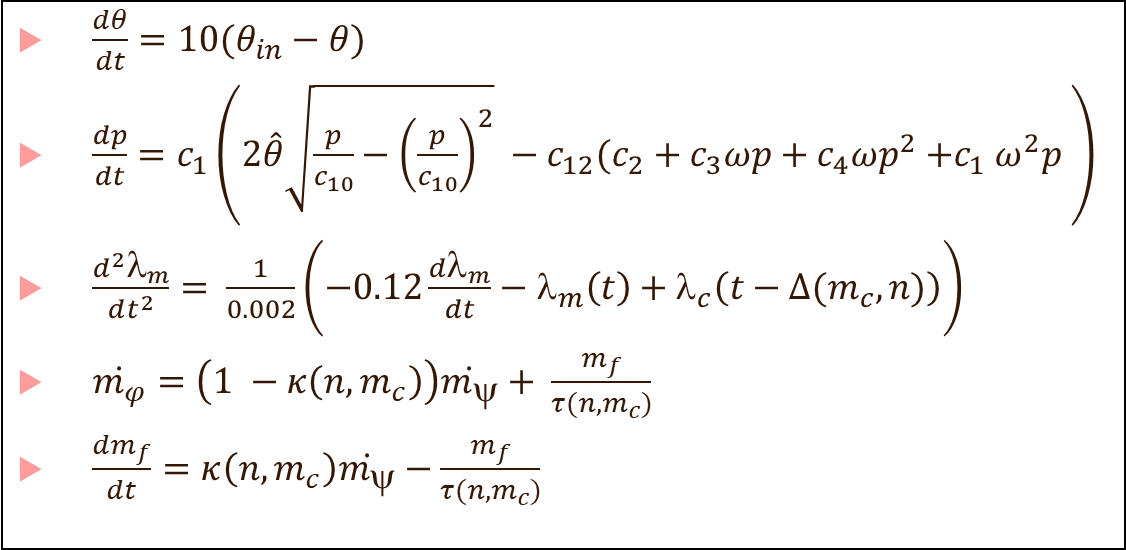 dθ/dt = 10(θ_in − θ)
dp/dt = c_1 ( 2θ̂ √( p/c_10 − (p/c_10)^2 ) − c_12(c_2 + c_3ωp + c_4ωp^2 +c_1 ω^2p )
d^2λ_m/dt^2 = 1/0.002 ( −0.12 dλ_m/dt − λ_m(t) + λ_c(t − Δ(m_c, n)) )
ṁ_φ = (1 − κ(n, m_c))ṁ_ψ + m_f/τ(n,m_c)
dm_f/dt = κ(n, m_c)ṁ_ψ − m_f/τ(n,m_c)